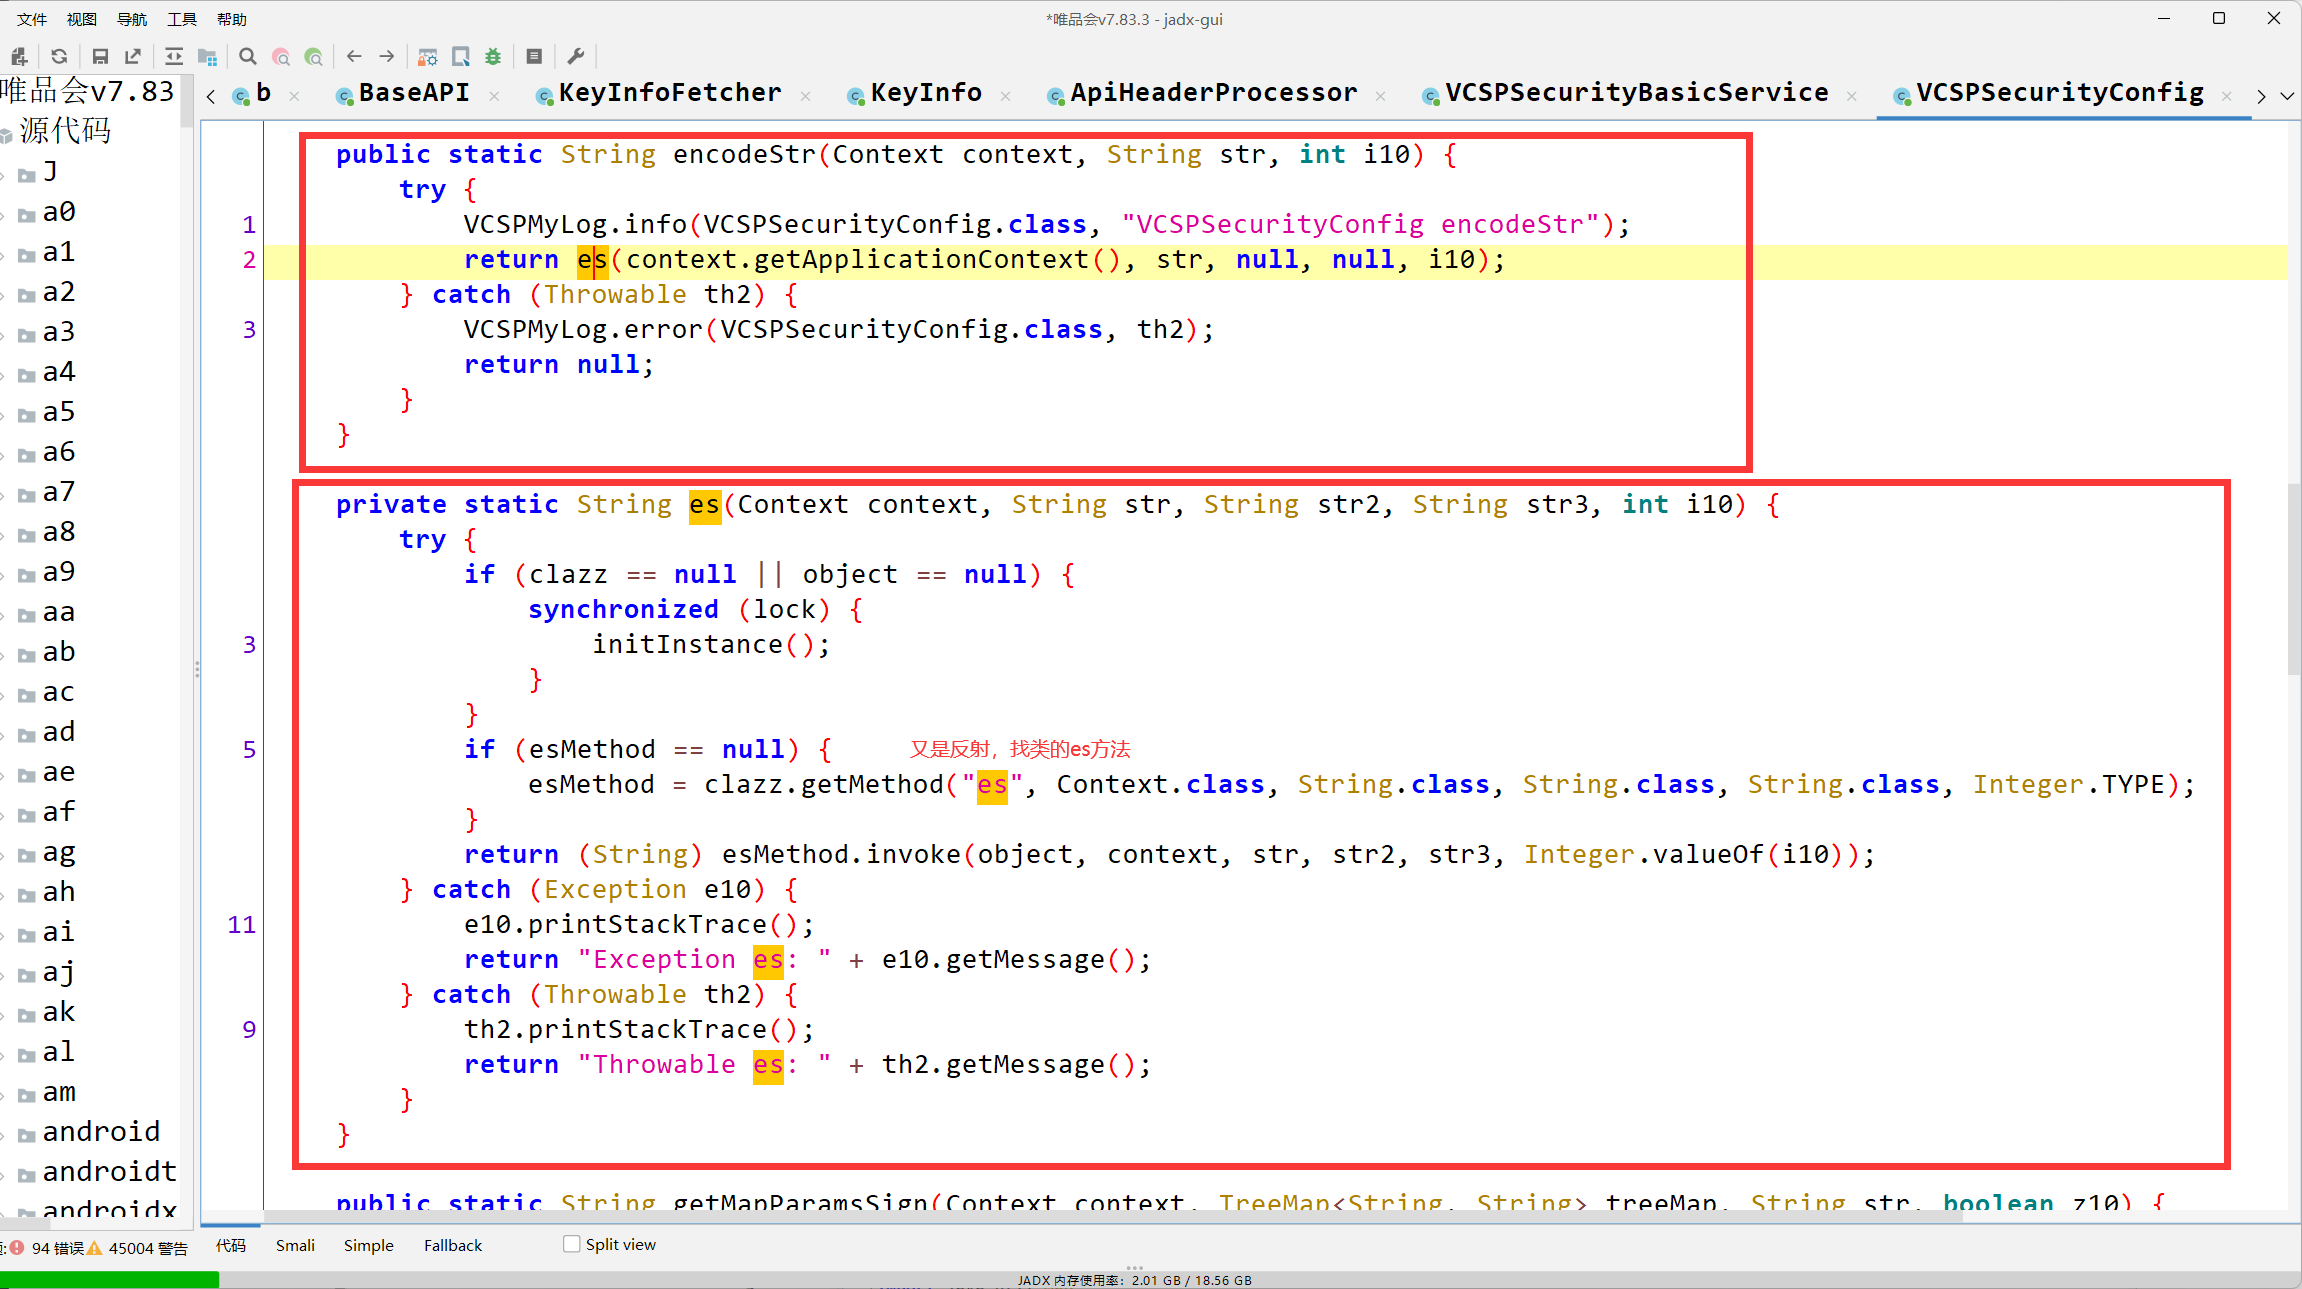 文件 视图 导航 工具 帮助
*唯品会v7.83.3 - jadx-gui
唯品会v7.83
源代码
J
a0
a1
a2
a3
a4
a5
a6
a7
a8
a9
aa
ab
ac
ad
ae
af
ag
ah
ai
aj
ak
al
am
android
androidt
androidx
b
BaseAPI
KeyInfoFetcher
KeyInfo
ApiHeaderProcessor
VCSPSecurityBasicService
VCSPSecurityConfig
public static String encodeStr(Context context, String str, int i10) {
try {
1 VCSPMyLog.info(VCSPSecurityConfig.class, "VCSPSecurityConfig encodeStr");
2 return es(context.getApplicationContext(), str, null, null, i10);
} catch (Throwable th2) {
3 VCSPMyLog.error(VCSPSecurityConfig.class, th2);
return null;
}
}
private static String es(Context context, String str, String str2, String str3, int i10) {
try {
if (clazz == null || object == null) {
synchronized (lock) {
3 initInstance();
}
}
5 if (esMethod == null) { 又是反射，找类的es方法
esMethod = clazz.getMethod("es", Context.class, String.class, String.class, String.class, Integer.TYPE);
}
return (String) esMethod.invoke(object, context, str, str2, str3, Integer.valueOf(i10));
} catch (Exception e10) {
11 e10.printStackTrace();
return "Exception es: " + e10.getMessage();
} catch (Throwable th2) {
9 th2.printStackTrace();
return "Throwable es: " + th2.getMessage();
}
}
public static String getMapParamsSign(Context context, TreeMap<String, String> treeMap, String str, boolean z10) {
94 错误 45004 警告
代码 Smali Simple Fallback Split view
JADX 内存使用率：2.01 GB / 18.56 GB